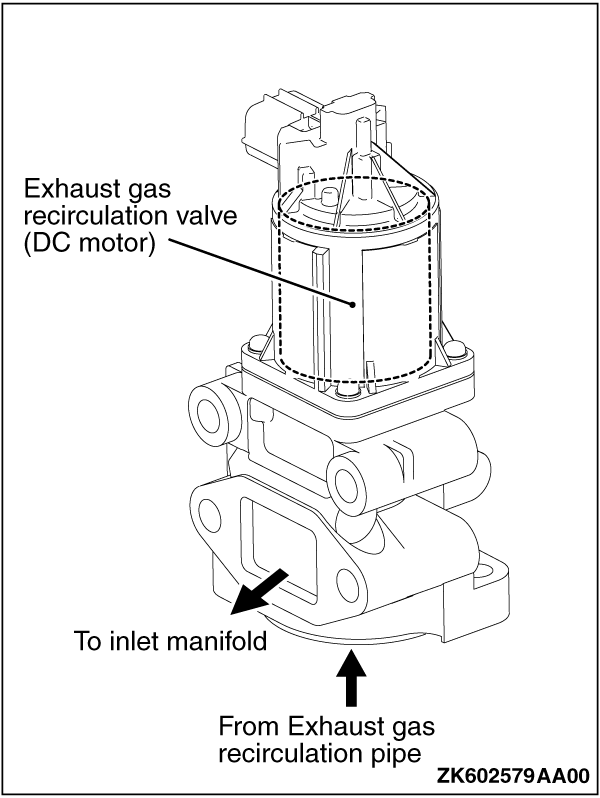 Exhaust gas
recirculation valve
(DC motor)
To inlet manifold
From Exhaust gas
recirculation pipe
ZK602579AA00